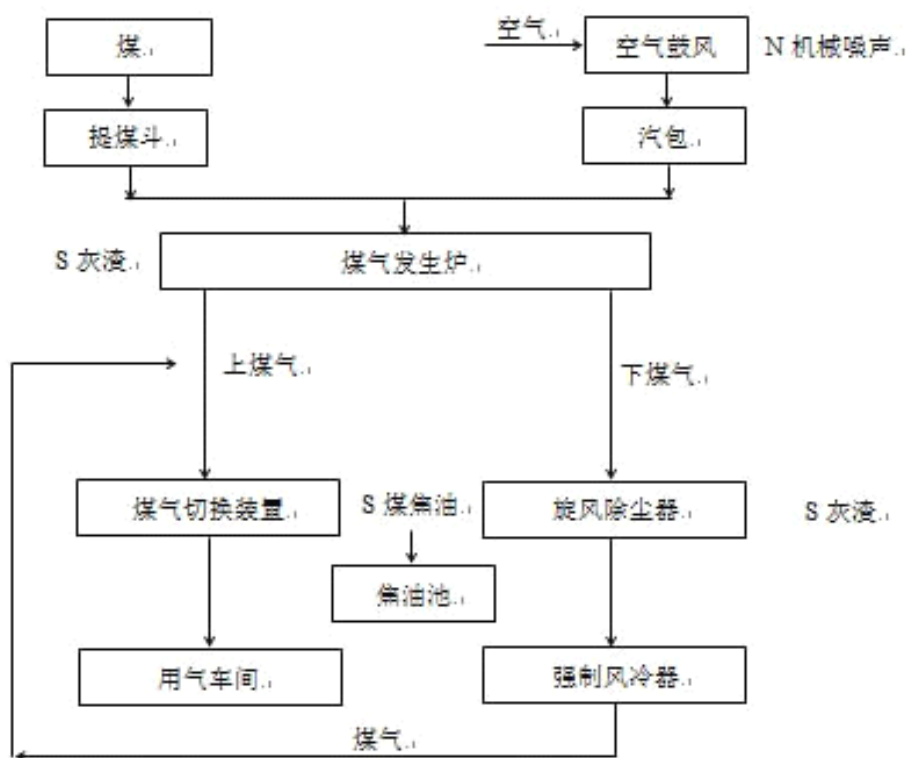 煤
空气
空气鼓风
N 机械噪声
提煤斗
汽包
S 灰渣
煤气发生炉
上煤气
下煤气
煤气切换装置
S 煤焦油
旋风除尘器
S 灰渣
焦油池
用气车间
强制风冷器
煤气